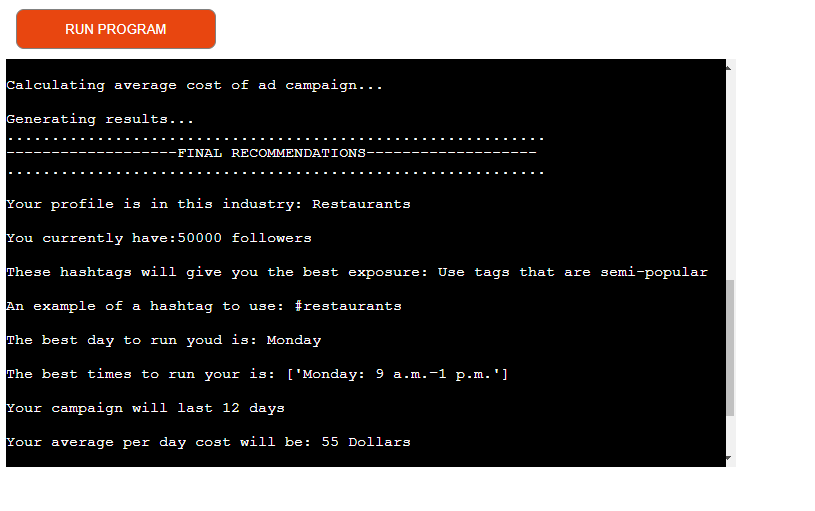 RUN PROGRAM
Calculating average cost of ad campaign...
Generating results...
............................................................
-------------------FINAL RECOMMENDATIONS-------------------
............................................................
Your profile is in this industry: Restaurants
You currently have:50000 followers
These hashtags will give you the best exposure: Use tags that are semi-popular
An example of a hashtag to use: #restaurants
The best day to run youd is: Monday
The best times to run your is: ['Monday: 9 a.m.–1 p.m.']
Your campaign will last 12 days
Your average per day cost will be: 55 Dollars